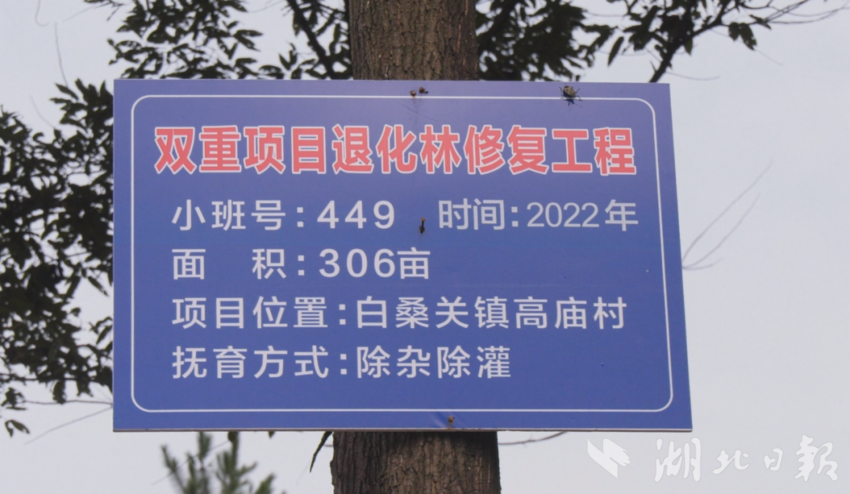 双重项目退化林修复工程
小班号:449 时间:2022年
面 积:306亩
项目位置:白桑关镇高庙村
抚育方式:除杂除灌
湖北日報